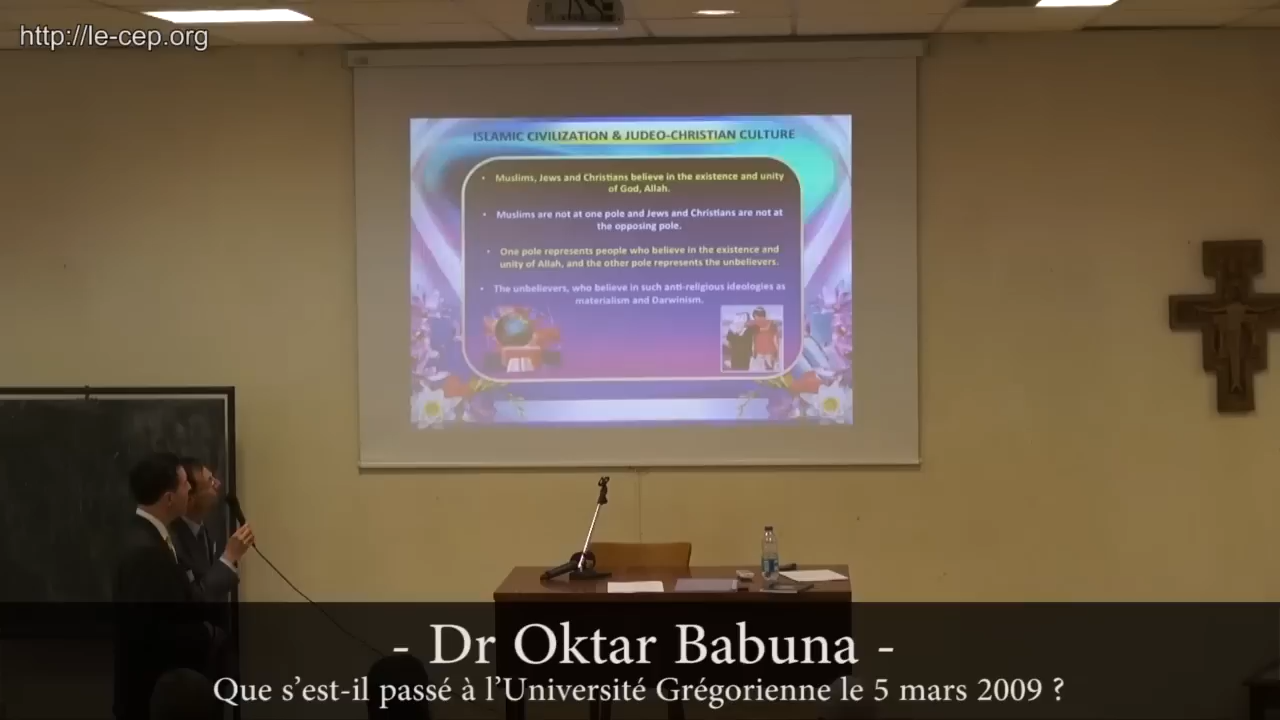 http://le-cep.org
ISLAMIC CIVILIZATION & JUDEO-CHRISTIAN CULTURE
• Muslims, Jews and Christians believe in the existence and unity
of God, Allah.
• Muslims are not at one pole and Jews and Christians are not at
the opposing pole.
• One pole represents people who believe in the existence and
unity of Allah, and the other pole represents the unbelievers.
• The unbelievers, who believe in such anti-religious ideologies as
materialism and Darwinism.
- Dr Oktar Babuna -
Que s'est-il passé à l'Université Grégorienne le 5 mars 2009 ?